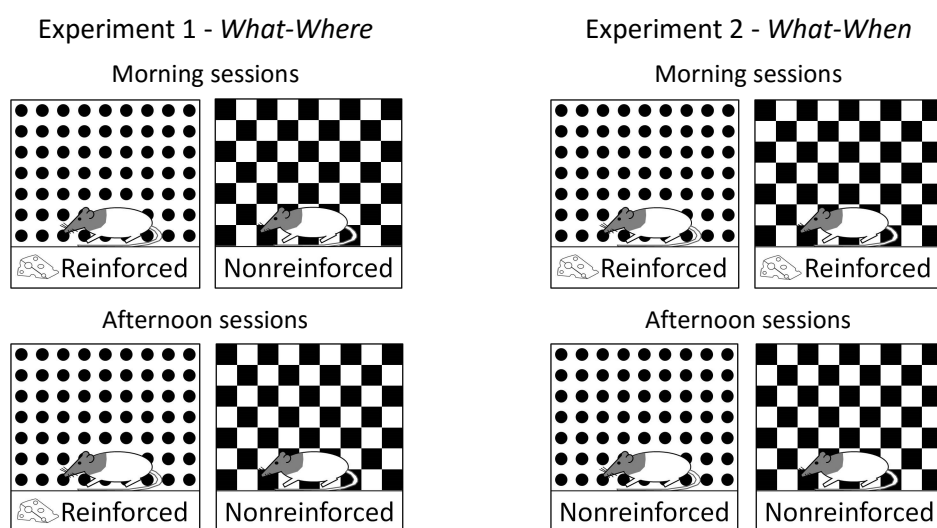 Experiment 1 - What-Where
Morning sessions
Reinforced
Nonreinforced
Afternoon sessions
Reinforced
Nonreinforced
Experiment 2 - What-When
Morning sessions
Reinforced
Reinforced
Afternoon sessions
Nonreinforced
Nonreinforced